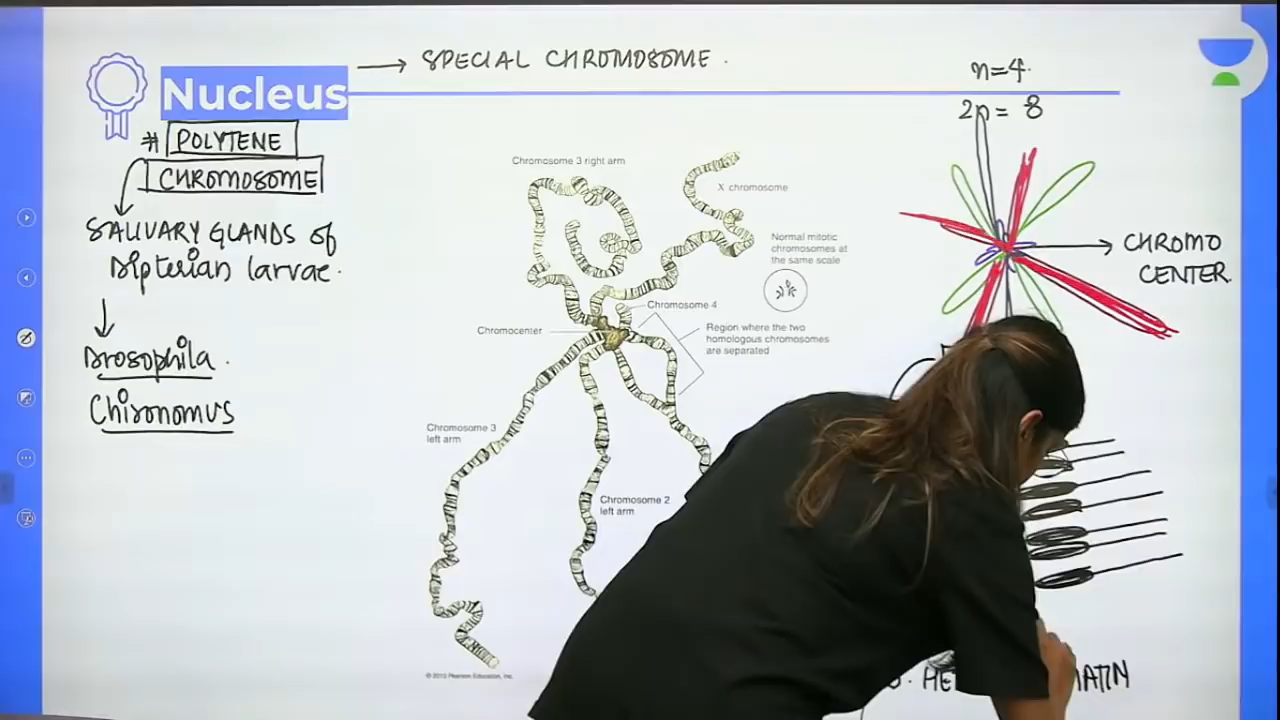 → SPECIAL CHROMOSOME.
Nucleus
# POLYTENE
CHROMOSOME
SALIVARY GLANDS of
Dipterian larvae.
Drosophila.
Chironomus
Chromosome 3 right arm
X chromosome
Normal mitotic
chromosomes at
the same scale
Chromosome 4
Chromocenter
Region where the two
homologous chromosomes
are separated
Chromosome 3
left arm
Chromosome 2
left arm
© 2012 Pearson Education, Inc.
n=4.
2n = 8
CHROMO
CENTER.